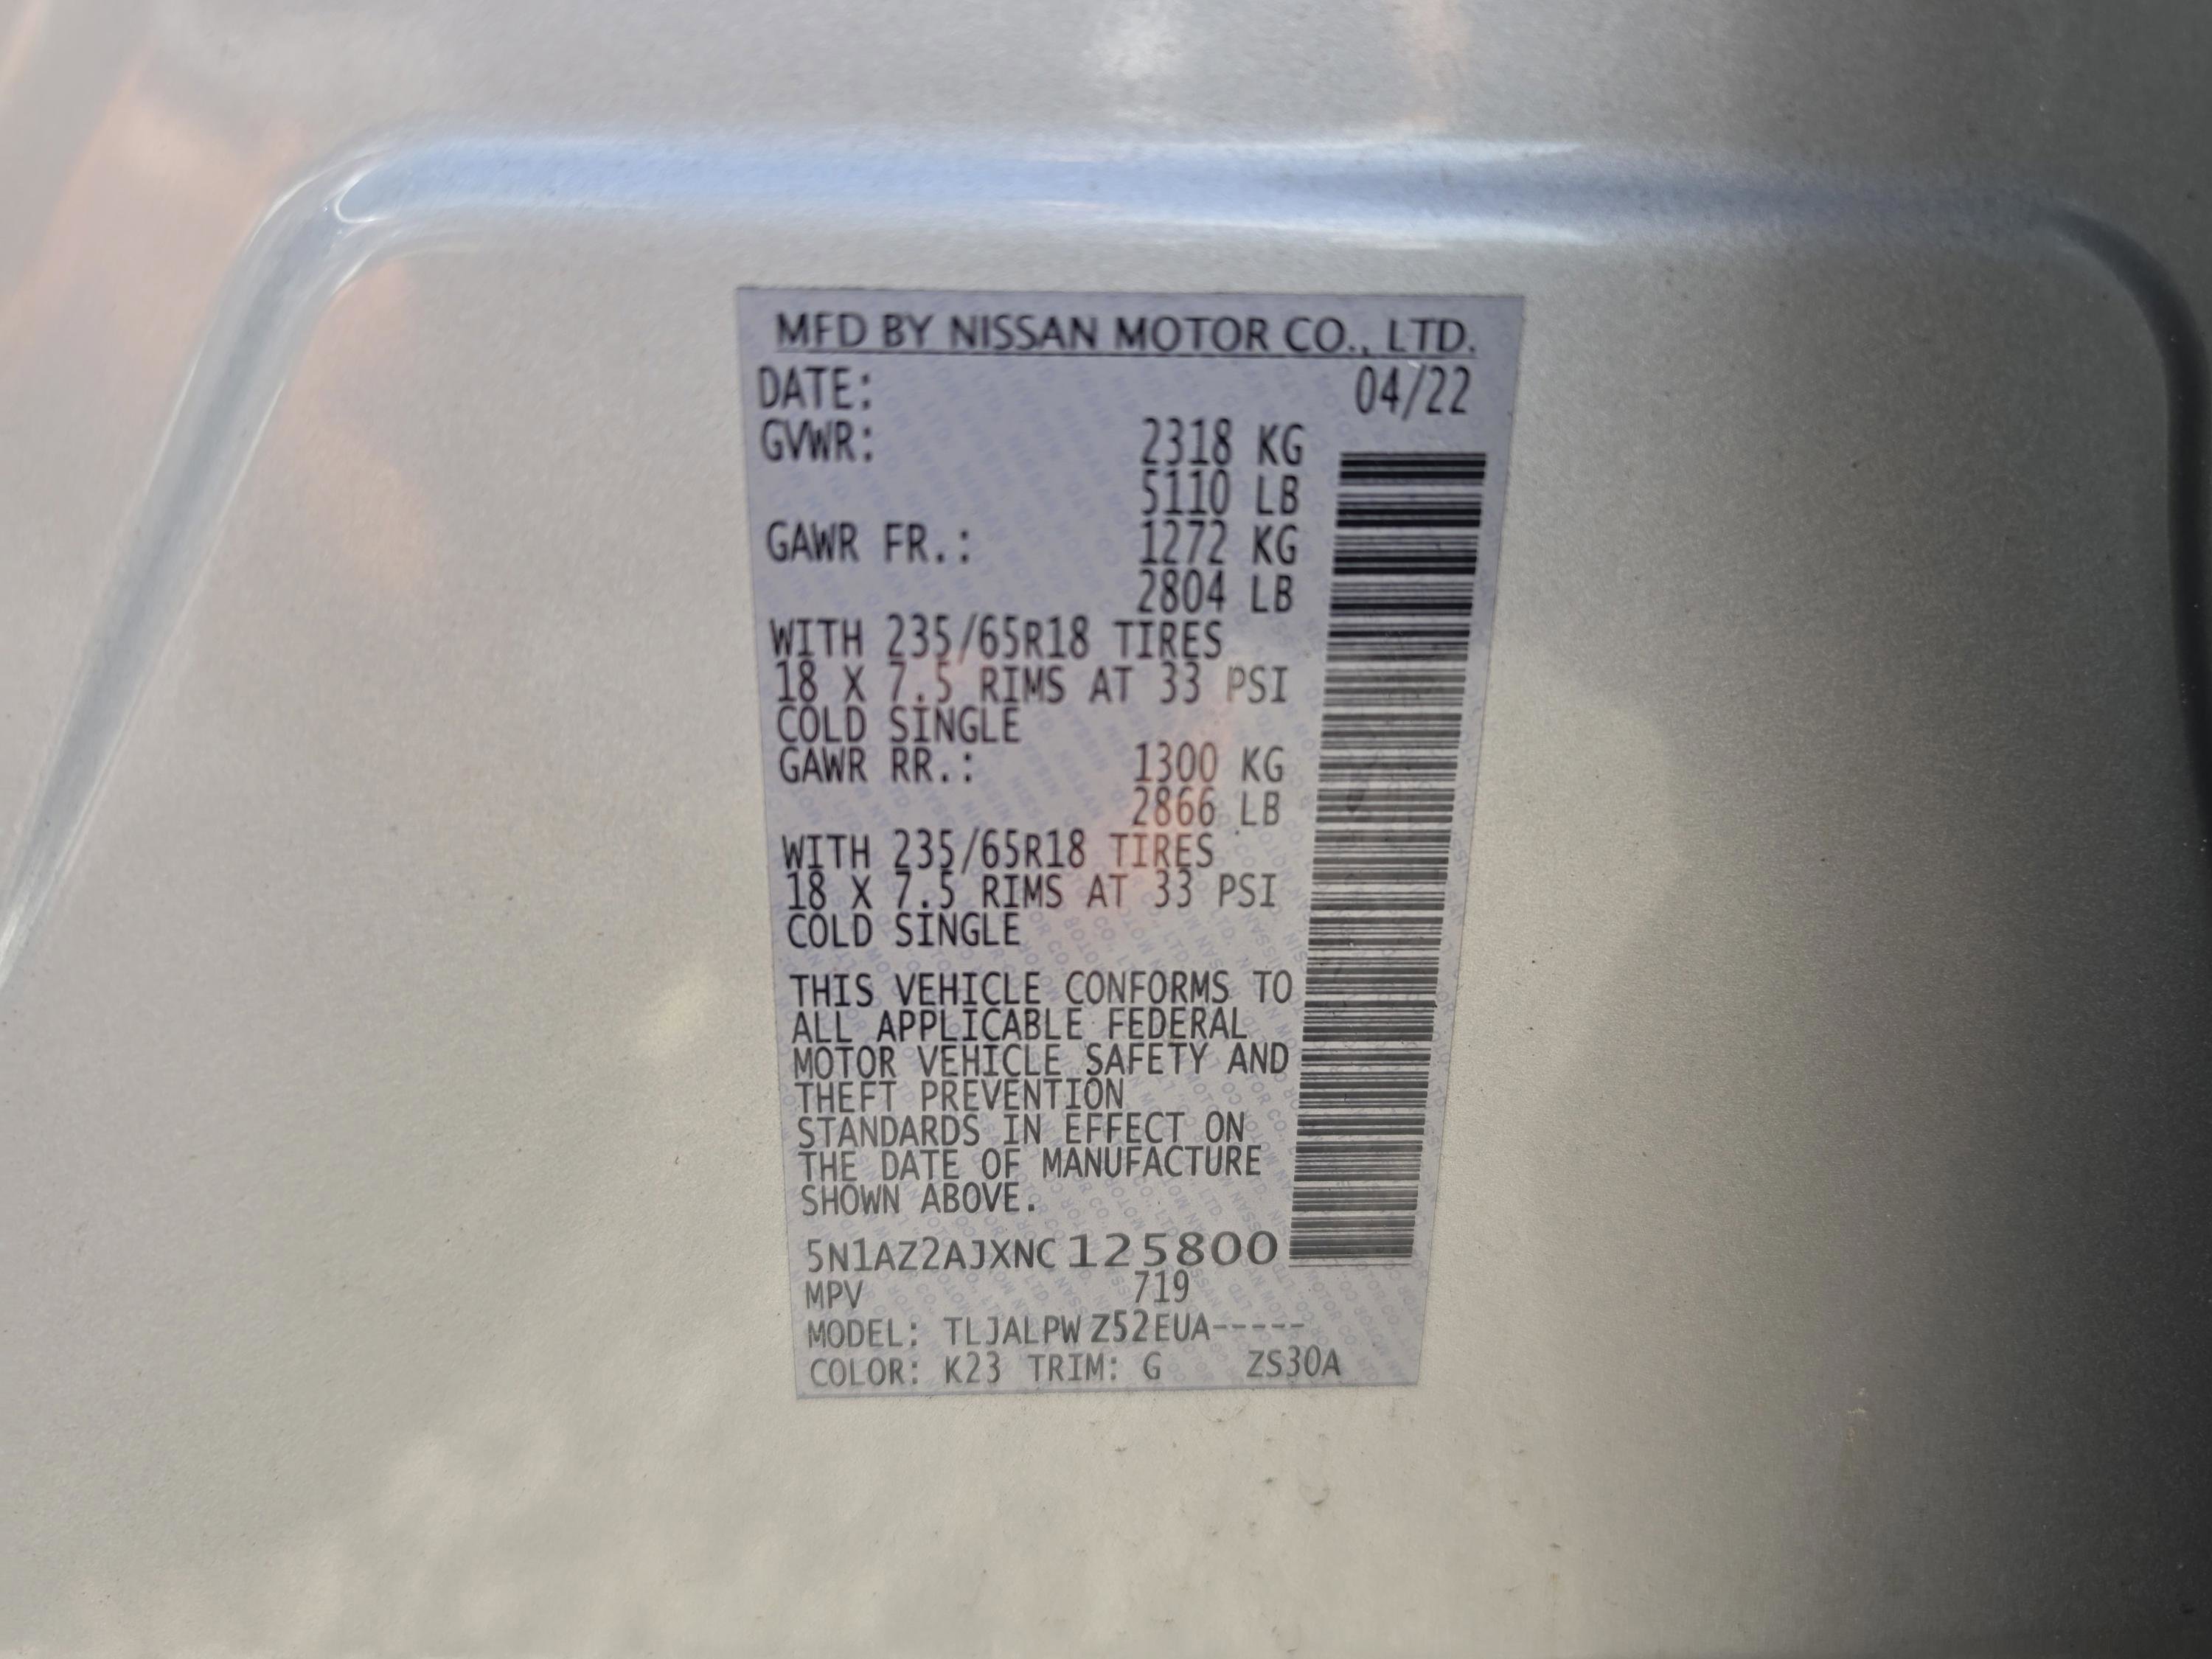 MFD BY NISSAN MOTOR CO., LTD.
DATE: 04/22
GVWR: 2318 KG
5110 LB
GAWR FR.: 1272 KG
2804 LB
WITH 235/65R18 TIRES
18 X 7.5 RIMS AT 33 PSI
COLD SINGLE
GAWR RR.: 1300 KG
2866 LB
WITH 235/65R18 TIRES
18 X 7.5 RIMS AT 33 PSI
COLD SINGLE
THIS VEHICLE CONFORMS TO
ALL APPLICABLE FEDERAL
MOTOR VEHICLE SAFETY AND
THEFT PREVENTION
STANDARDS IN EFFECT ON
THE DATE OF MANUFACTURE
SHOWN ABOVE.
5N1AZ2AJXNC125800
MPV 719
MODEL: TLJALPWZ52EUA-----
COLOR: K23 TRIM: G ZS30A